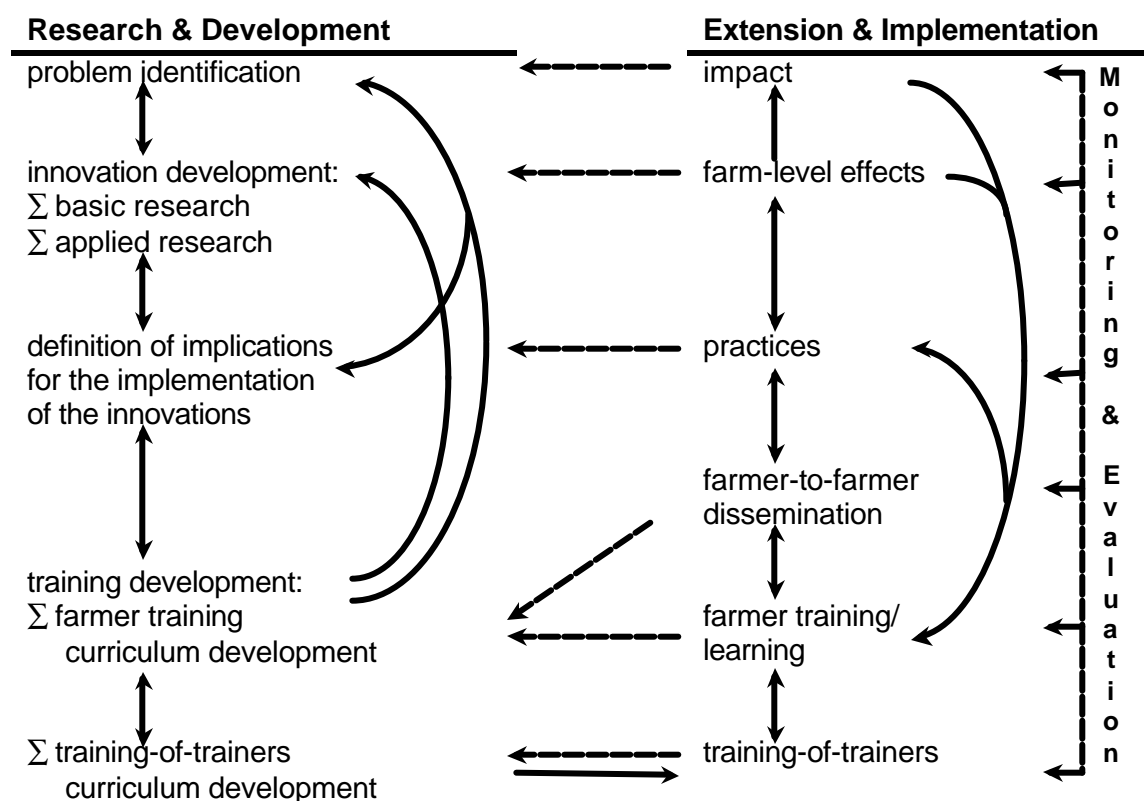 Research & Development
problem identification
innovation development:
∑ basic research
∑ applied research
definition of implications
for the implementation
of the innovations
training development:
∑ farmer training
curriculum development
∑ training-of-trainers
curriculum development
Extension & Implementation
impact
farm-level effects
practices
farmer-to-farmer
dissemination
farmer training/
learning
training-of-trainers
Monitoring & Evaluation